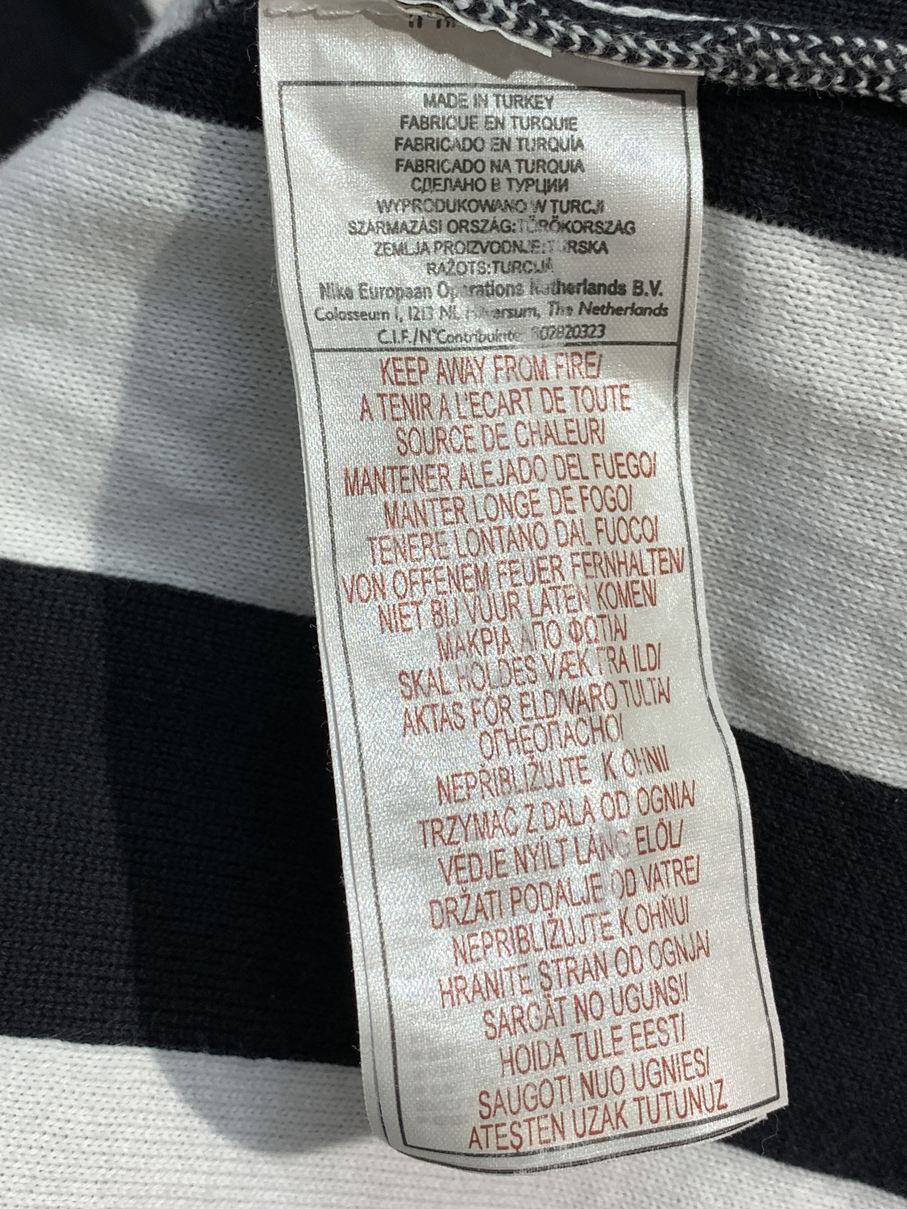 MADE IN TURKEY
FABRIQUE EN TURQUIE
FABRICADO EN TURQUÍA
FABRICADO NA TURQUIA
СДЕЛАНО В ТУРЦИИ
WYPRODUKOWANO W TURCJI
SZÁRMAZÁSI ORSZÁG:TÖRÖKORSZÁG
ZEMLJA PROIZVODNJE:
RAŽOTS:TURCIJĀ
Nike Europaan Operations Netherlands B.V.
Colosseum 1, 1213 NL Hilversum, The Netherlands
C.I.F./N°Contribuinte
KEEP AWAY FROM FIRE/
A TENIR A L'ECART DE TOUTE
SOURCE DE CHALEUR/
MANTENER ALEJADO DEL FUEGO/
MANTER LONGE DE FOGO/
TENERE LONTANO DAL FUOCO/
VON OFFENEM FEUER FERNHALTEN/
NIET BIJ VUUR LATEN KOMEN/
ΜΑΚΡΙΑ ΑΠΟ ΦΩΤΙΑ/
SKAL HOLDES VÆK FRA ILD/
AKTAS FÖR ELD/VARO TULTA/
ОГНЕОПАСНО/
NEPŘIBLIŽUJTE K OHNI/
TRZYMAĆ Z DALA OD OGNIA/
VÉDJE NYÍLT LÁNG ELŐL/
DRŽATI PODALJE OD VATRE/
NEPRIBLIŽUJTE K OHŇU/
HRANITE STRAN OD OGNJA/
SARGĀT NO UGUNS!/
HOIDA TULE EEST/
SAUGOTI NUO UGNIES/
ATEŞTEN UZAK TUTUNUZ